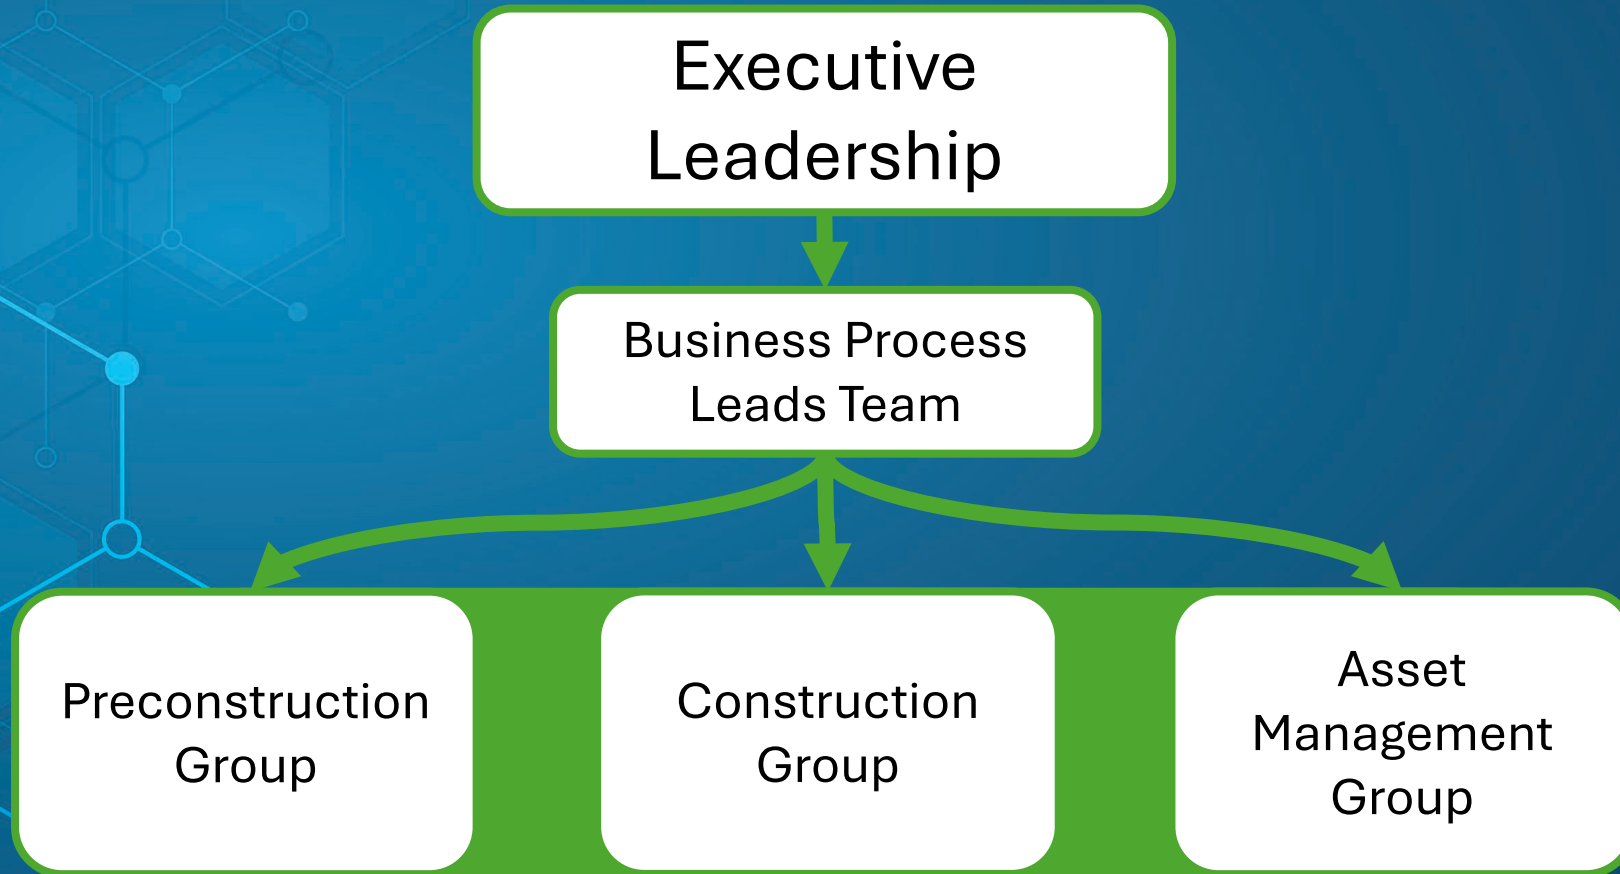 Executive
Leadership
Business Process
Leads Team
Preconstruction
Group
Construction
Group
Asset
Management
Group